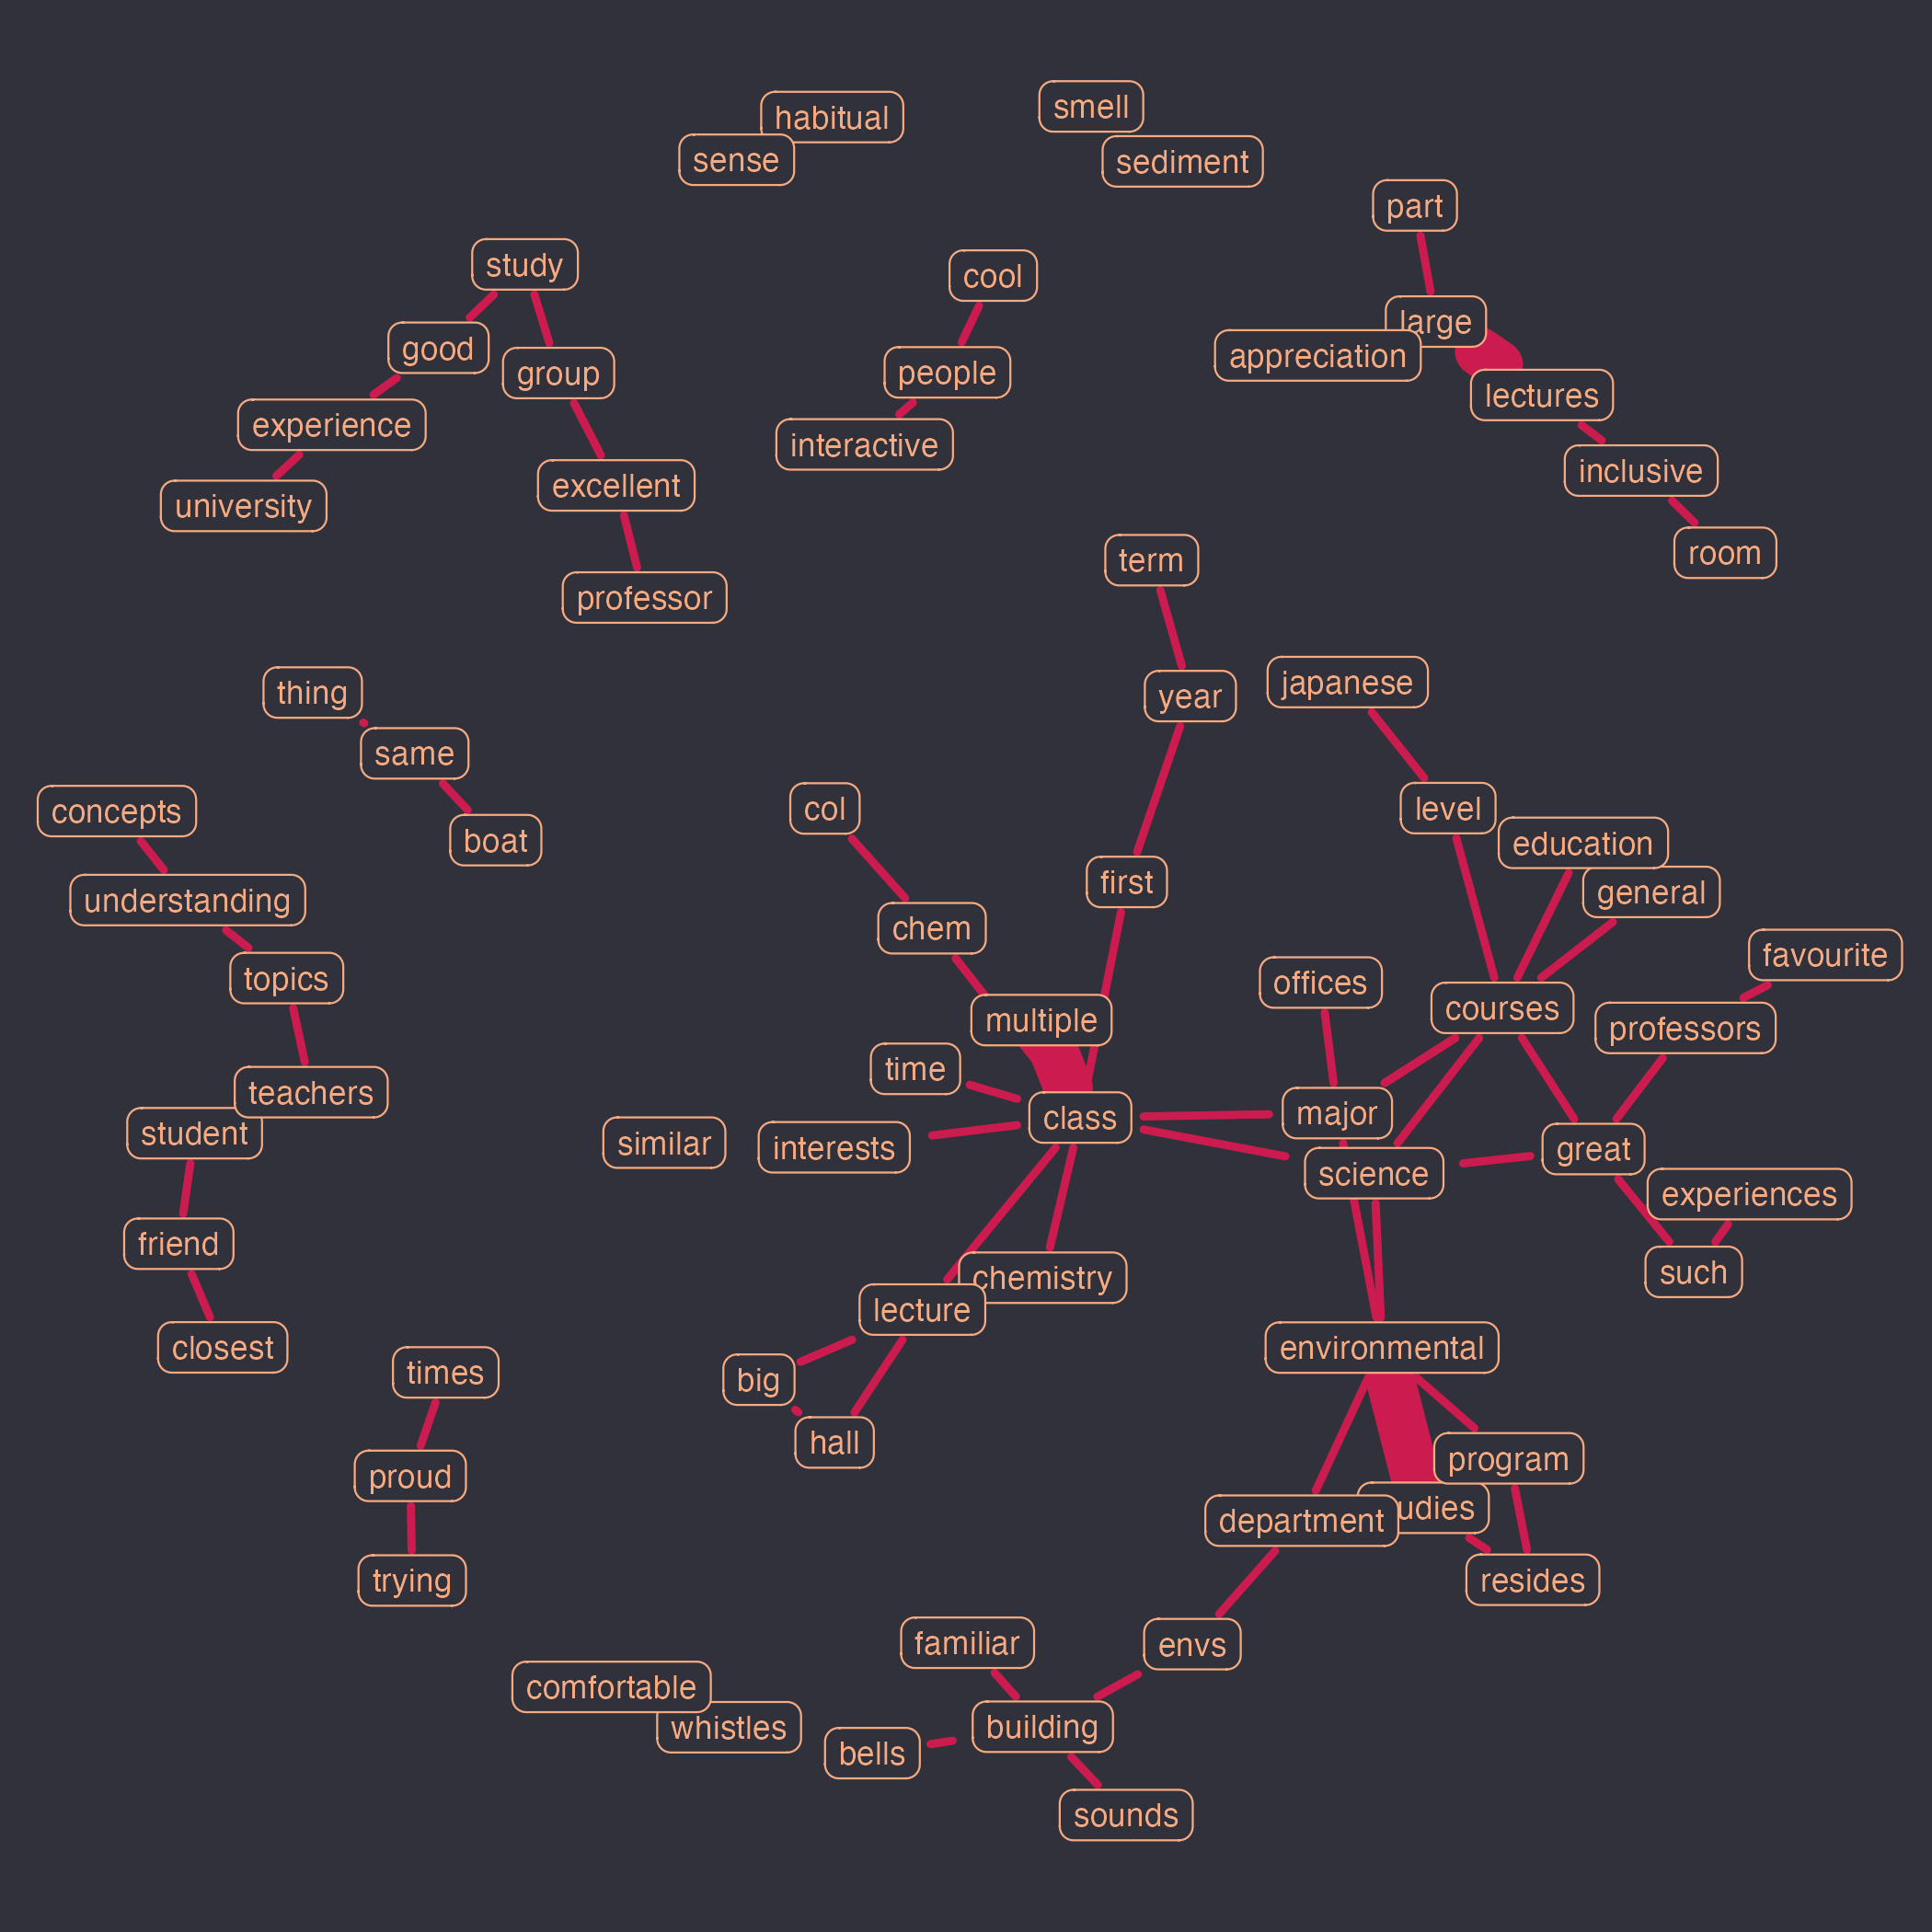 smell
habitual
sense
sediment
part
study
cool
large
good
appreciation
group
people
lectures
experience
interactive
inclusive
excellent
university
room
term
professor
japanese
thing
year
same
col
level
concepts
boat
education
first
general
understanding
chem
favourite
topics
offices
courses
multiple
professors
time
teachers
major
class
student
similar
interests
great
science
experiences
friend
such
chemistry
lecture
closest
environmental
times
big
hall
program
proud
udies
department
trying
resides
familiar
envs
comfortable
whistles
building
bells
sounds